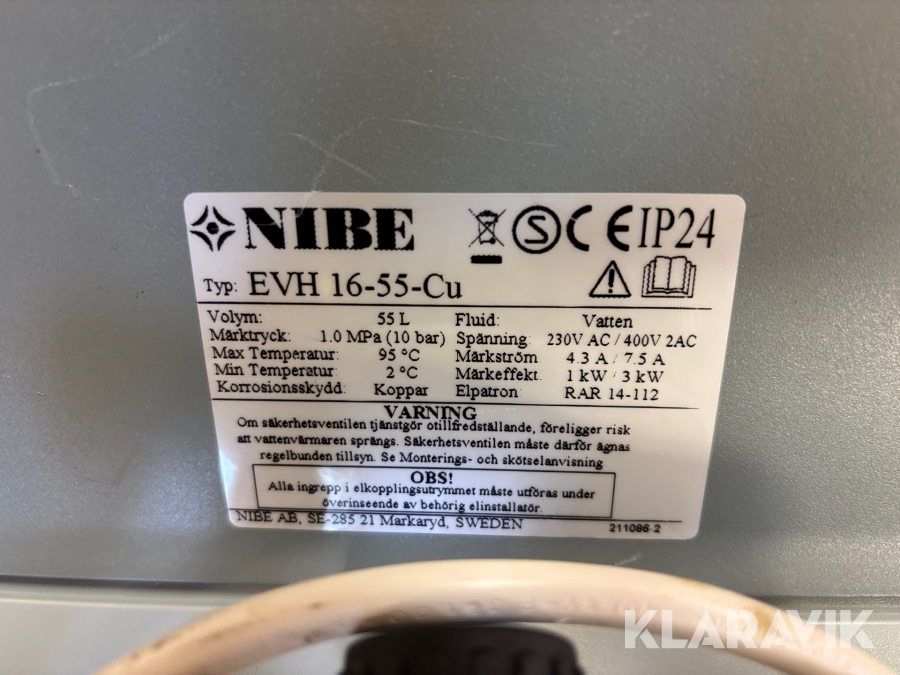 NIBE S CE IP24
Typ: EVH 16-55-Cu
Volym: 55 L Fluid: Vatten
Märktryck: 1.0 MPa (10 bar) Spänning: 230V AC / 400V 2AC
Max Temperatur: 95 °C Märkström: 4.3 A / 7.5 A
Min Temperatur: 2 °C Märkeffekt: 1 kW / 3 kW
Korrosionsskydd: Koppar Elpatron: RAR 14-112
VARNING
Om säkerhetsventilen tjänstgör otillfredställande, föreligger risk
att vattenvärmaren sprängs. Säkerhetsventilen måste därför ägnas
regelbunden tillsyn. Se Monterings- och skötselanvisning
OBS!
Alla ingrepp i elkopplingsutrymmet måste utföras under
överinseende av behörig elinstallatör.
NIBE AB, SE-285 21 Markaryd, SWEDEN 211086-2
KLARAVIK